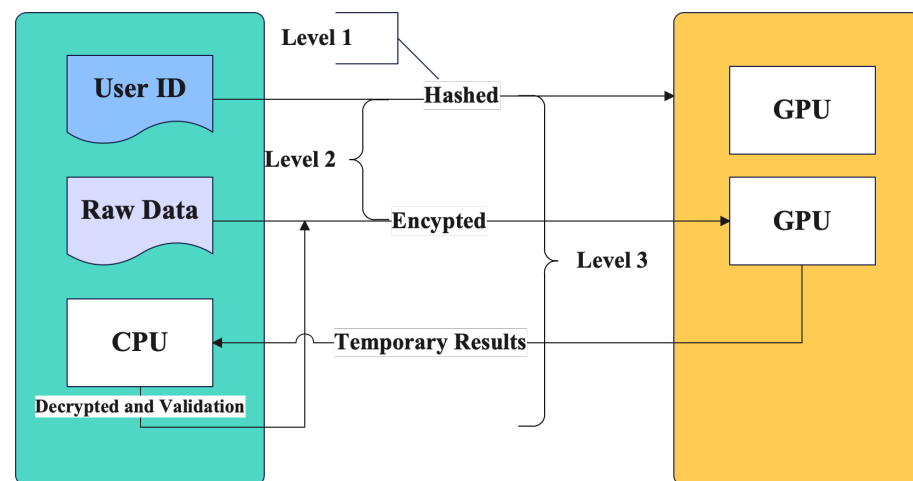 Level 1
User ID
Hashed
GPU
Level 2
Raw Data
Encypted
GPU
Level 3
CPU
Temporary Results
Decrypted and Validation